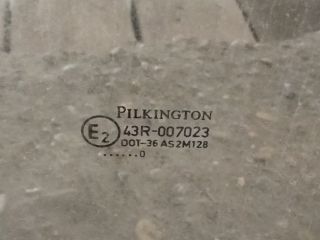 PILKINGTON
E2 43R-007023
DOT-36 AS2M128
......0